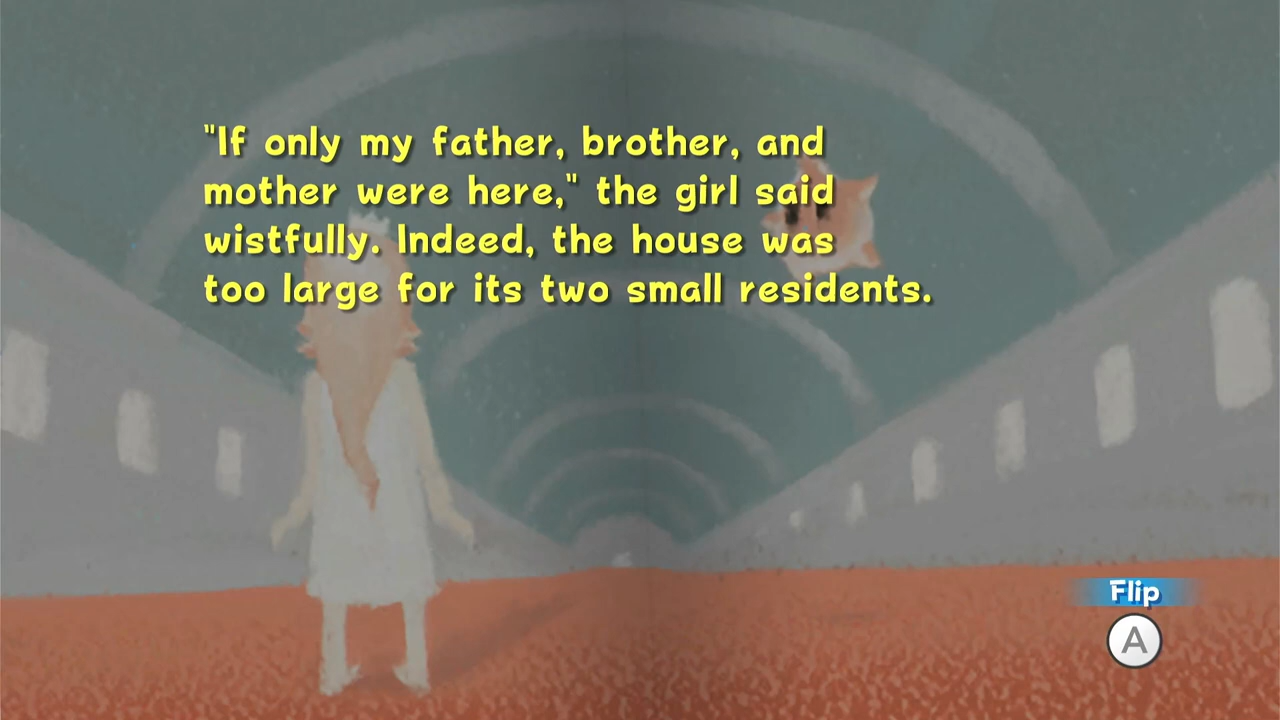 "If only my father, brother, and
mother were here," the girl said
wistfully. Indeed, the house was
too large for its two small residents.
Flip
A